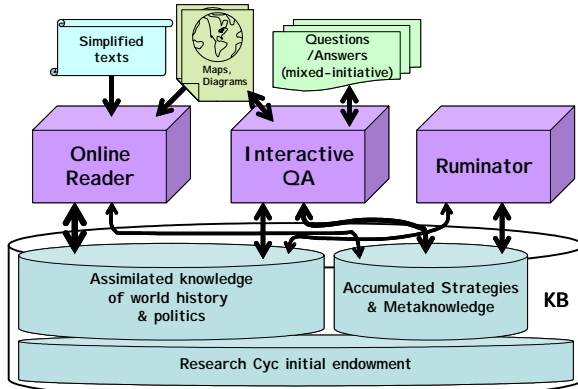 Simplified
texts
Maps,
Diagrams
Questions
/Answers
(mixed-initiative)
Online
Reader
Interactive
QA
Ruminator
Assimilated knowledge
of world history
& politics
Accumulated Strategies
& Metaknowledge
KB
Research Cyc initial endowment